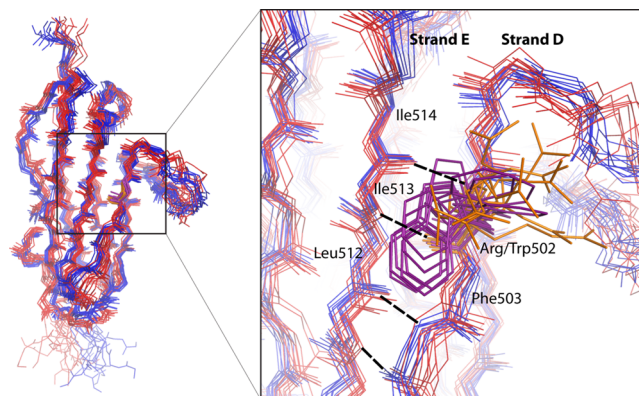 Strand E Strand D
Ile514
Ile513
Leu512
Arg/Trp502
Phe503